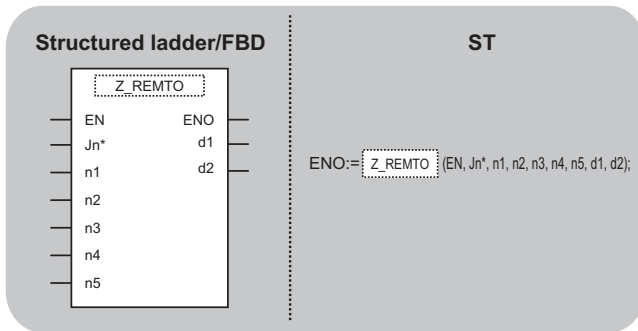 Structured ladder/FBD
Z_REMTO
EN ENO
Jn* d1
n1 d2
n2
n3
n4
n5
ST
ENO:= Z_REMTO (EN, Jn*, n1, n2, n3, n4, n5, d1, d2);